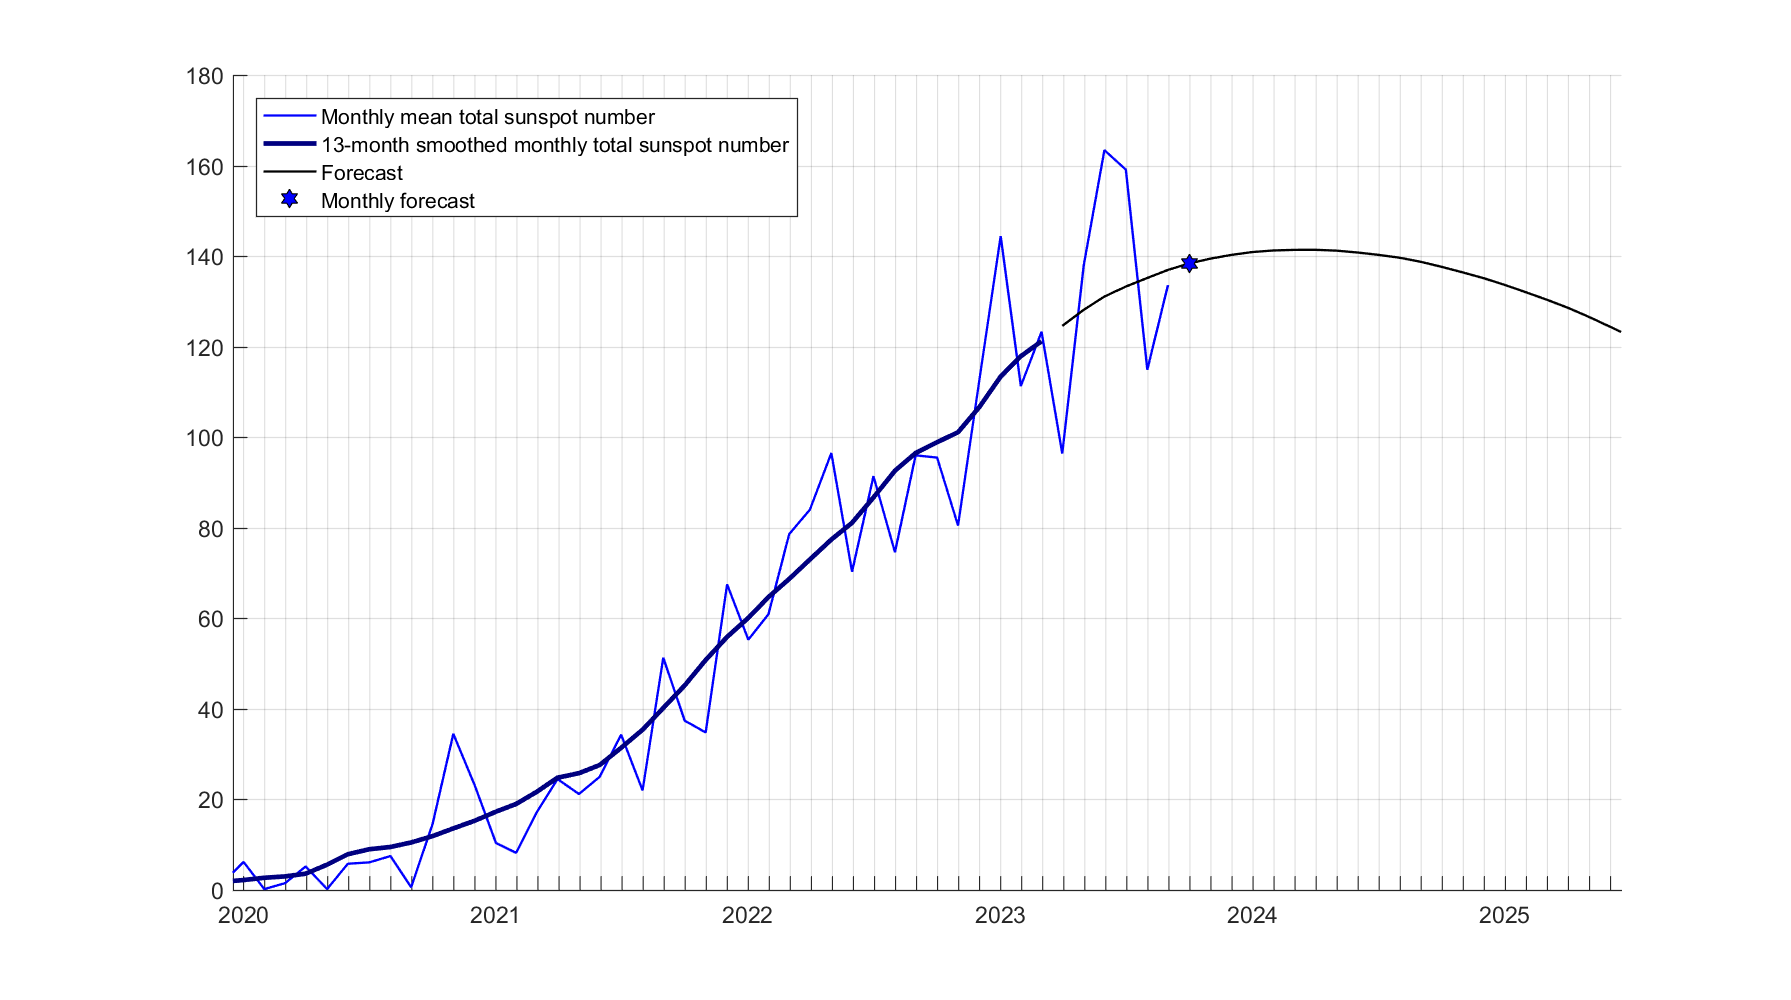 180
160
140
120
100
80
60
40
20
0
Monthly mean total sunspot number
13-month smoothed monthly total sunspot number
Forecast
Monthly forecast
2020 2021 2022 2023 2024 2025